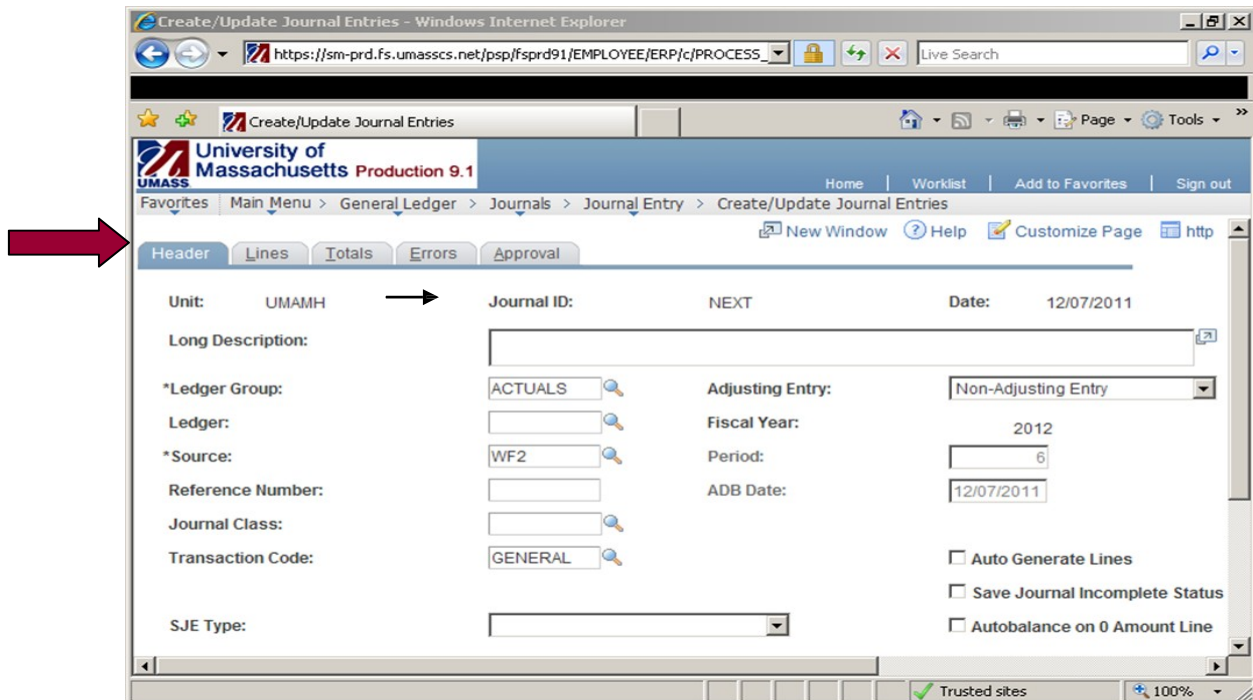 Create/Update Journal Entries - Windows Internet Explorer
https://sm-prd.fs.umasscs.net/psp/fsprd91/EMPLOYEE/ERP/c/PROCESS_
Live Search
Create/Update Journal Entries
Page
Tools
»
University of
Massachusetts Production 9.1
UMASS
Home | Worklist | Add to Favorites | Sign out
Favorites | Main Menu > General Ledger > Journals > Journal Entry > Create/Update Journal Entries
New Window ? Help Customize Page http
Header Lines Totals Errors Approval
Unit: UMAMH Journal ID: NEXT Date: 12/07/2011
Long Description:
*Ledger Group: ACTUALS Adjusting Entry: Non-Adjusting Entry
Ledger: Fiscal Year: 2012
*Source: WF2 Period: 6
Reference Number: ADB Date: 12/07/2011
Journal Class:
Transaction Code: GENERAL Auto Generate Lines
Save Journal Incomplete Status
SJE Type: Autobalance on 0 Amount Line
Trusted sites 100%